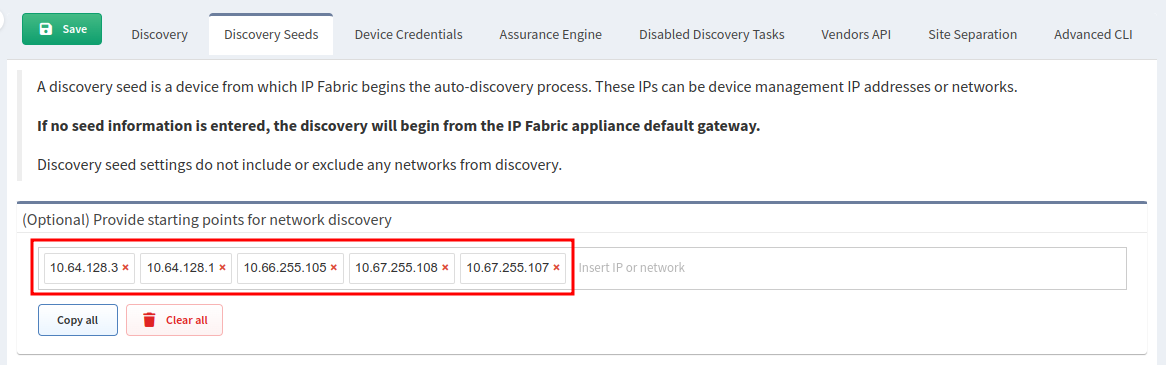 Save
Discovery
Discovery Seeds
Device Credentials
Assurance Engine
Disabled Discovery Tasks
Vendors API
Site Separation
Advanced CLI
A discovery seed is a device from which IP Fabric begins the auto-discovery process. These IPs can be device management IP addresses or networks.
If no seed information is entered, the discovery will begin from the IP Fabric appliance default gateway.
Discovery seed settings do not include or exclude any networks from discovery.
(Optional) Provide starting points for network discovery
10.64.128.3 × 10.64.128.1 × 10.66.255.105 × 10.67.255.108 × 10.67.255.107 × Insert IP or network
Copy all
Clear all